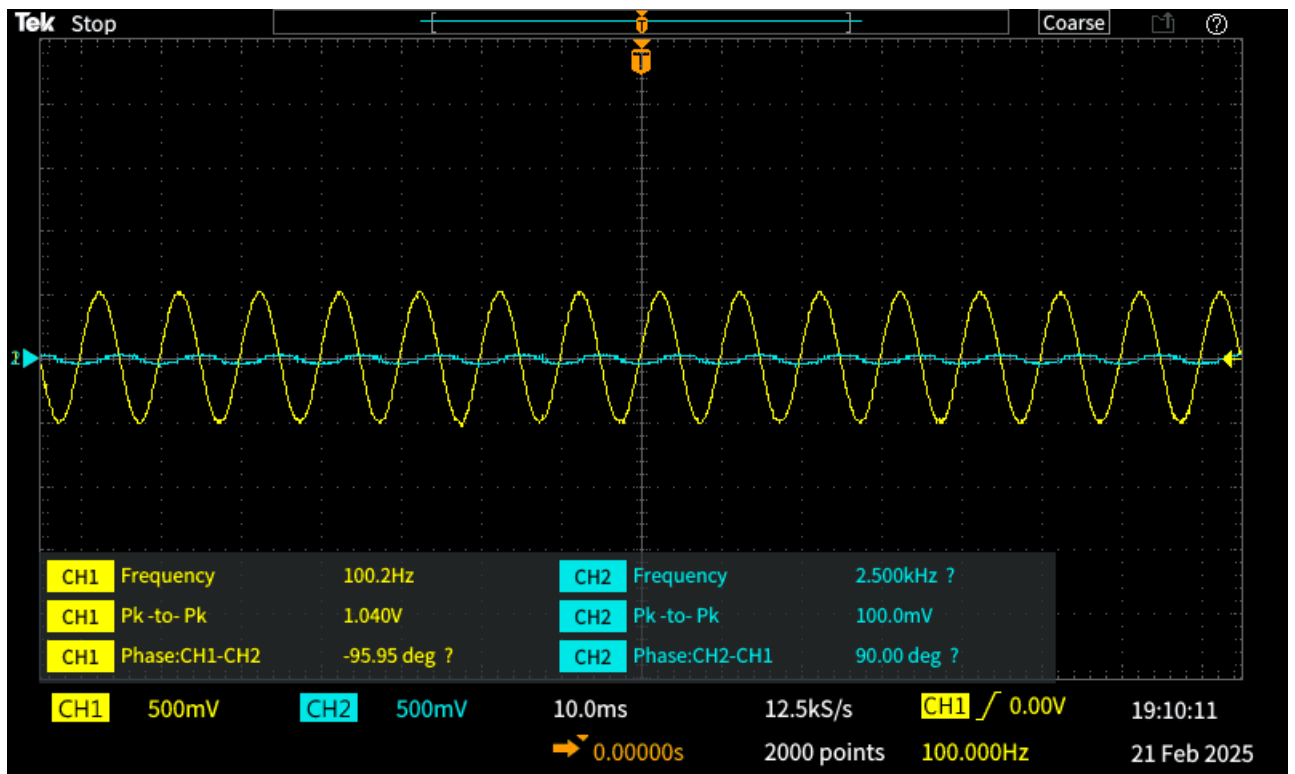 Tek Stop T Coarse ?
T
2
CH1 Frequency 100.2Hz CH2 Frequency 2.500kHz ?
CH1 Pk-to-Pk 1.040V CH2 Pk-to-Pk 100.0mV
CH1 Phase:CH1-CH2 -95.95 deg ? CH2 Phase:CH2-CH1 90.00 deg ?
CH1 500mV CH2 500mV 10.0ms 12.5kS/s CH1 0.00V 19:10:11
0.00000s 2000 points 100.000Hz 21 Feb 2025